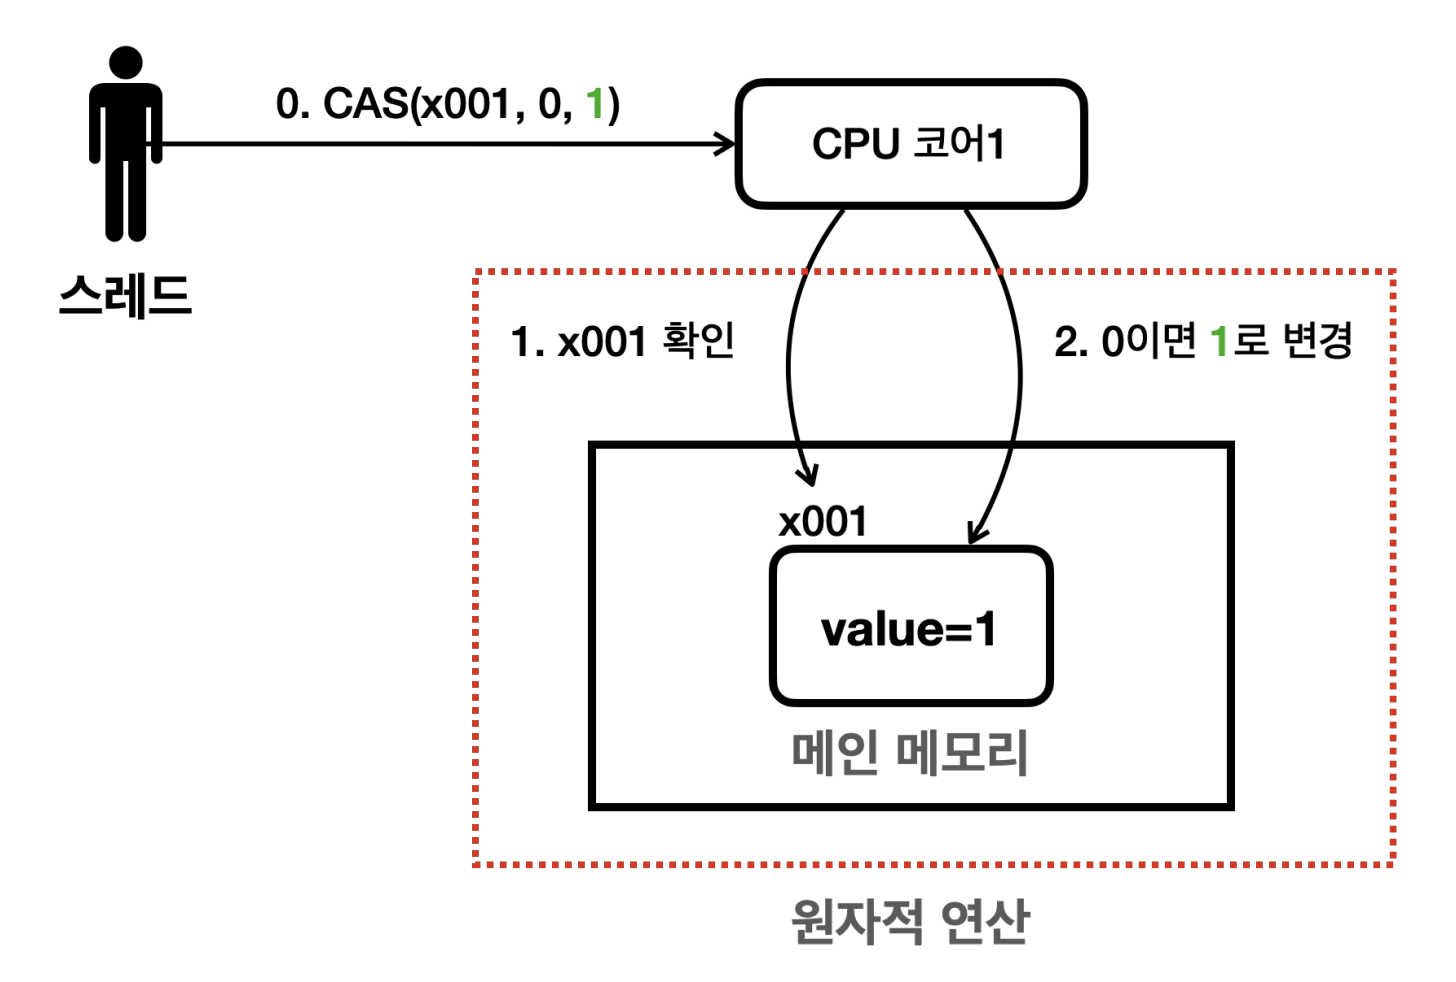 0. CAS(x001, 0, 1)
CPU 코어1
스레드
1. x001 확인
2. 0이면 1로 변경
x001
value=1
메인 메모리
원자적 연산